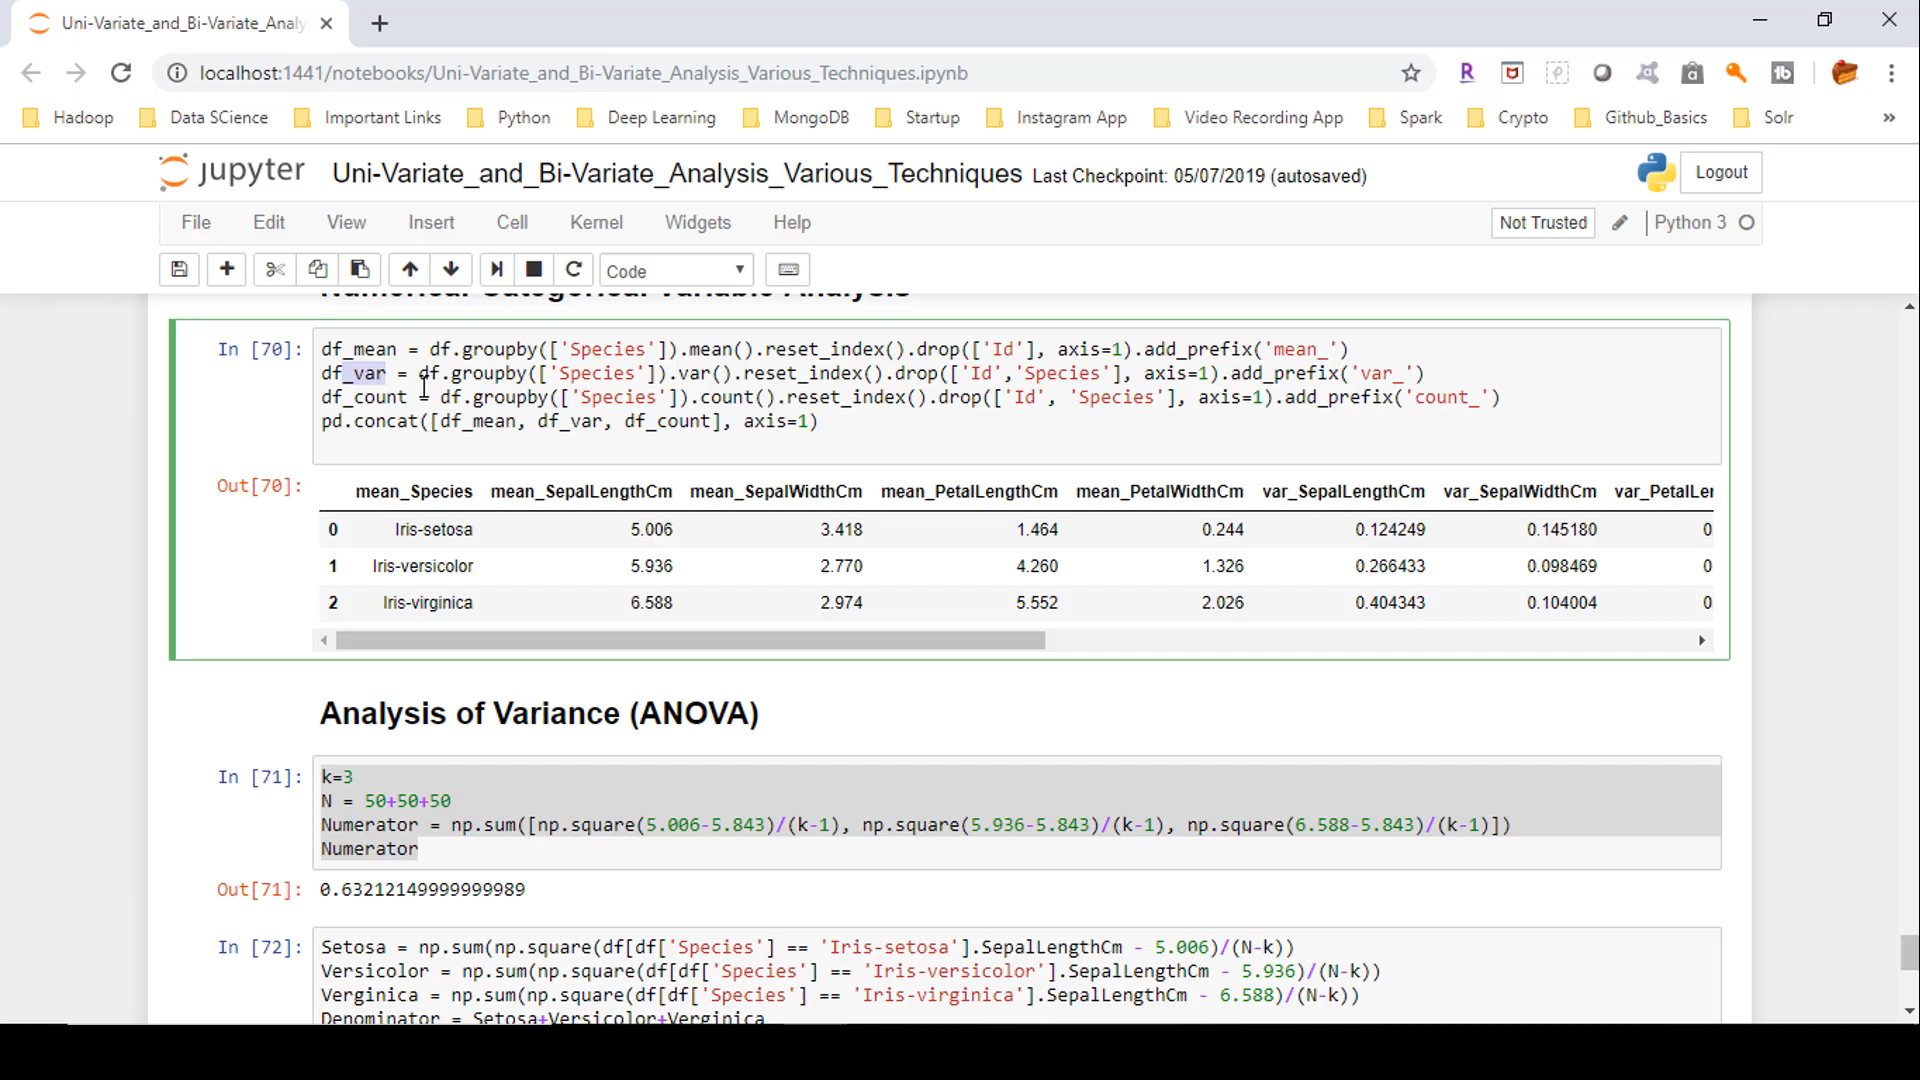 Uni-Variate_and_Bi-Variate_Analy
localhost:1441/notebooks/Uni-Variate_and_Bi-Variate_Analysis_Various_Techniques.ipynb
Hadoop Data SCience Important Links Python Deep Learning MongoDB Startup Instagram App Video Recording App Spark Crypto Github_Basics Solr »
jupyter Uni-Variate_and_Bi-Variate_Analysis_Various_Techniques Last Checkpoint: 05/07/2019 (autosaved) Logout
File Edit View Insert Cell Kernel Widgets Help Not Trusted Python 3
Code
Numerical Categorical Variable Analysis
In [70]: df_mean = df.groupby(['Species']).mean().reset_index().drop(['Id'], axis=1).add_prefix('mean_')
df_var = df.groupby(['Species']).var().reset_index().drop(['Id','Species'], axis=1).add_prefix('var_')
df_count = df.groupby(['Species']).count().reset_index().drop(['Id', 'Species'], axis=1).add_prefix('count_')
pd.concat([df_mean, df_var, df_count], axis=1)
Out[70]: mean_Species mean_SepalLengthCm mean_SepalWidthCm mean_PetalLengthCm mean_PetalWidthCm var_SepalLengthCm var_SepalWidthCm var_PetalLer
0 Iris-setosa 5.006 3.418 1.464 0.244 0.124249 0.145180 0
1 Iris-versicolor 5.936 2.770 4.260 1.326 0.266433 0.098469 0
2 Iris-virginica 6.588 2.974 5.552 2.026 0.404343 0.104004 0
Analysis of Variance (ANOVA)
In [71]: k=3
N = 50+50+50
Numerator = np.sum([np.square(5.006-5.843)/(k-1), np.square(5.936-5.843)/(k-1), np.square(6.588-5.843)/(k-1)])
Numerator
Out[71]: 0.63212149999999989
In [72]: Setosa = np.sum(np.square(df[df['Species'] == 'Iris-setosa'].SepalLengthCm - 5.006)/(N-k))
Versicolor = np.sum(np.square(df[df['Species'] == 'Iris-versicolor'].SepalLengthCm - 5.936)/(N-k))
Verginica = np.sum(np.square(df[df['Species'] == 'Iris-virginica'].SepalLengthCm - 6.588)/(N-k))
Denominator = Setosa+Versicolor+Verginica